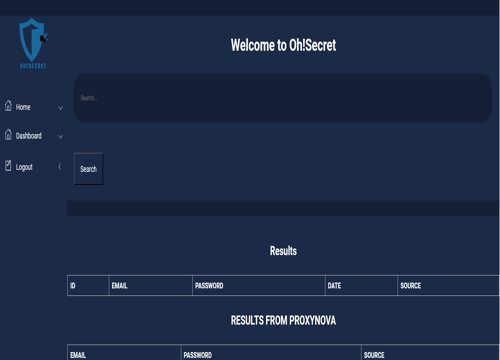 OH!SECRET
Welcome to Oh!Secret
Search...
Home
Dashboard
Logout
Search
Results
ID EMAIL PASSWORD DATE SOURCE
RESULTS FROM PROXYNOVA
EMAIL PASSWORD SOURCE